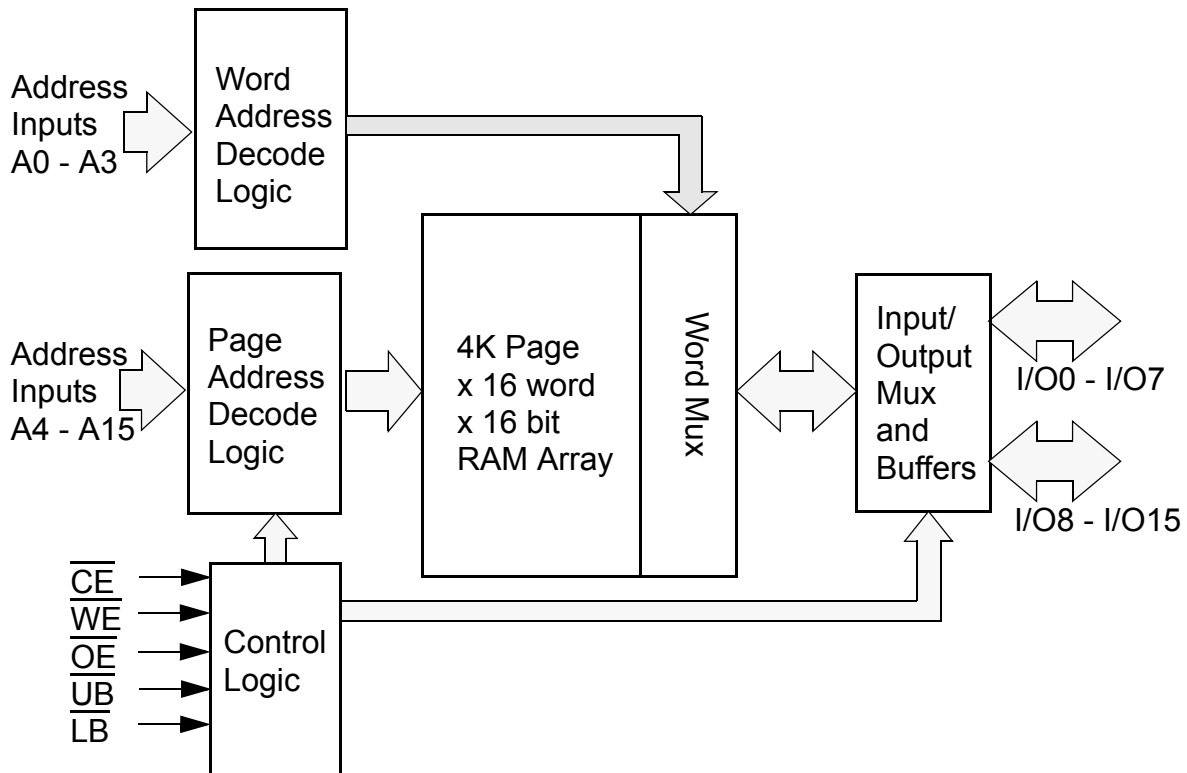 Address
Inputs
A0 - A3
Word
Address
Decode
Logic
Address
Inputs
A4 - A15
Page
Address
Decode
Logic
4K Page
x 16 word
x 16 bit
RAM Array
Word Mux
Input/
Output
Mux
and
Buffers
I/O0 - I/O7
I/O8 - I/O15
CE
WE
OE
UB
LB
Control
Logic